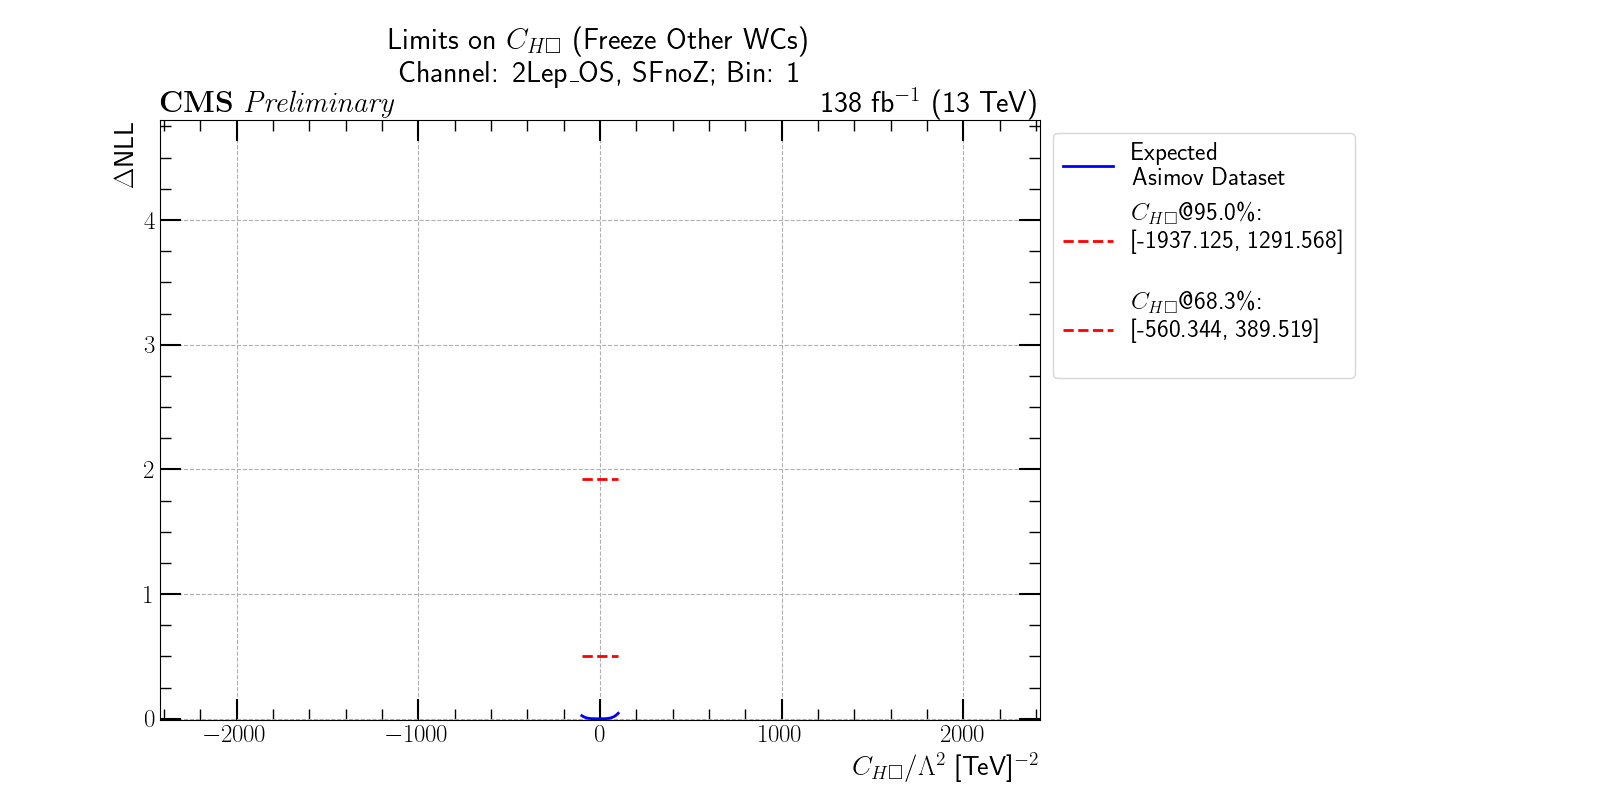 Limits on C_{H□} (Freeze Other WCs)
Channel: 2Lep_OS, SFnoZ; Bin: 1
CMS Preliminary
138 fb⁻¹ (13 TeV)
ΔNLL
4
3
2
1
0
−2000
−1000
0
1000
2000
C_{H□}/Λ² [TeV]⁻²
Expected
Asimov Dataset
C_{H□}@95.0%:
[-1937.125, 1291.568]
C_{H□}@68.3%:
[-560.344, 389.519]